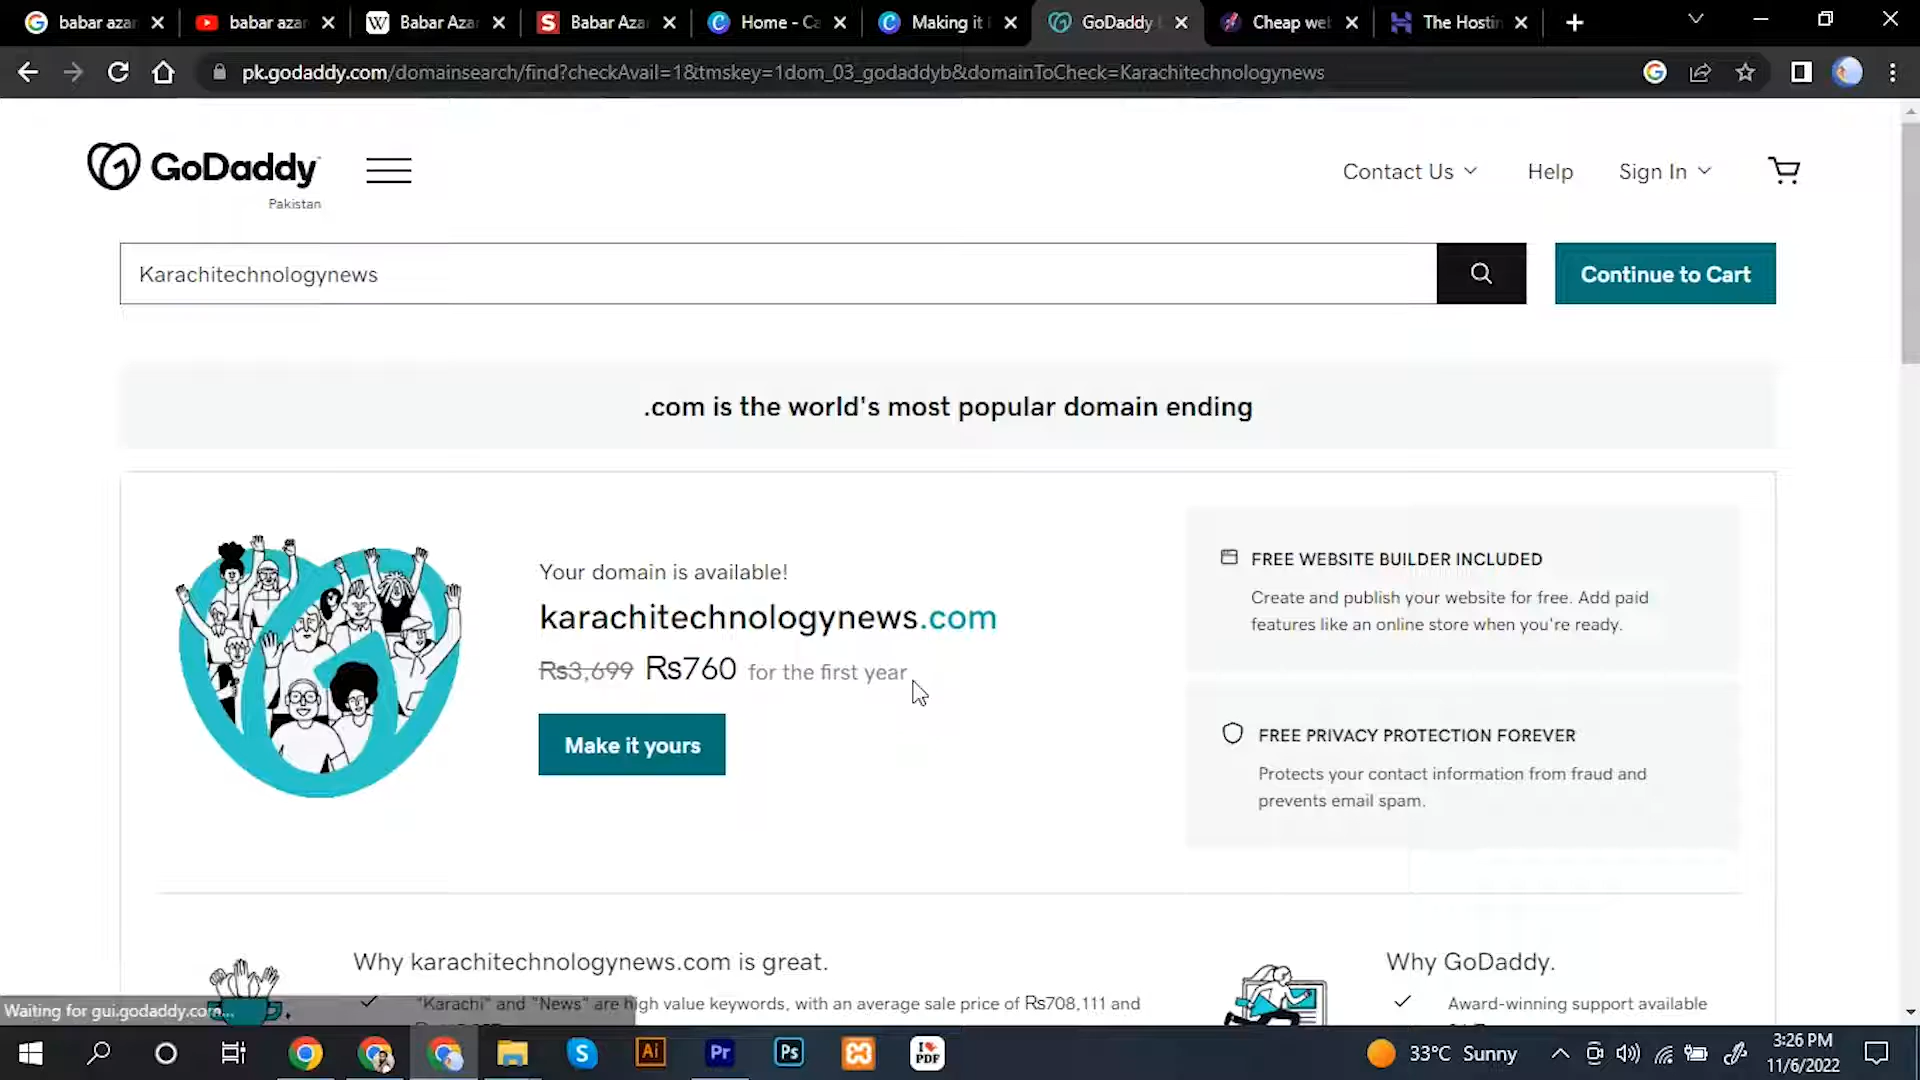 babar azar
babar azar
Babar Azar
Babar Aza
Home - Ca
Making it
GoDaddy
Cheap web
The Hostin
pk.godaddy.com/domainsearch/find?checkAvail=1&tmskey=1dom_03_godaddyb&domainToCheck=Karachitechnologynews
GoDaddy
Pakistan
Contact Us
Help
Sign In
Karachitechnologynews
Continue to Cart
.com is the world's most popular domain ending
Your domain is available!
karachitechnologynews.com
Rs3,699 Rs760 for the first year
Make it yours
FREE WEBSITE BUILDER INCLUDED
Create and publish your website for free. Add paid
features like an online store when you're ready.
FREE PRIVACY PROTECTION FOREVER
Protects your contact information from fraud and
prevents email spam.
Why karachitechnologynews.com is great.
"Karachi" and "News" are high value keywords, with an average sale price of Rs708,111 and
Why GoDaddy.
Award-winning support available
Waiting for gui.godaddy.com...
Ai
Pr
Ps
I
PDF
33°C Sunny
3:26 PM
11/6/2022